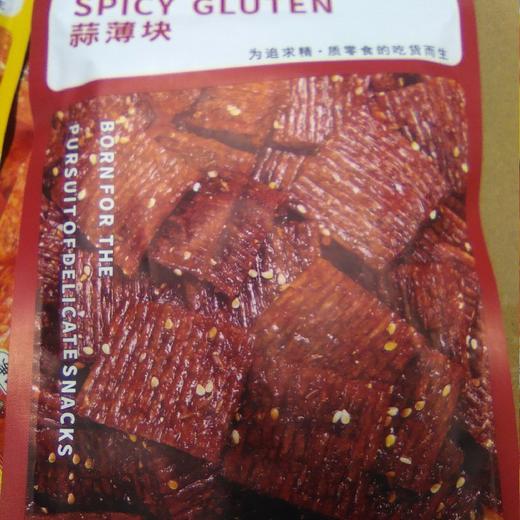 SPICY GLUTEN
蒜薄块
为追求精·质零食的吃货而生
BORN FOR THE
PURSUIT OF DELICATE SNACKS